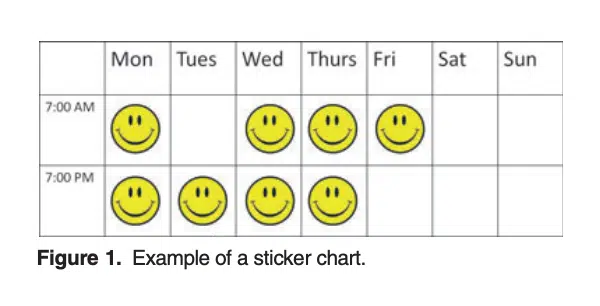 Mon Tues Wed Thurs Fri Sat Sun
7:00 AM
7:00 PM
Figure 1. Example of a sticker chart.